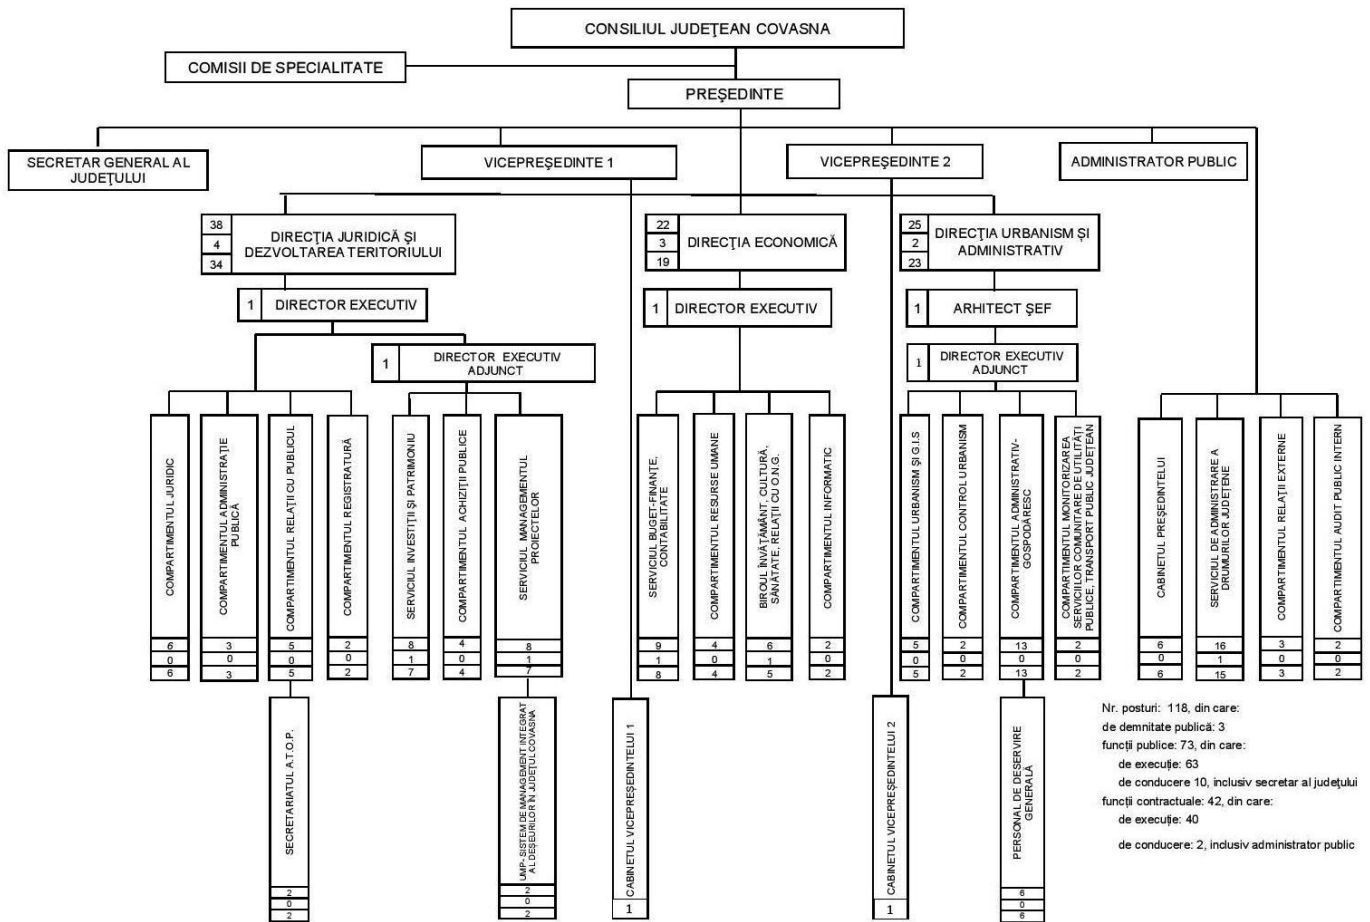 CONSILIUL JUDEŢEAN COVASNA
COMISII DE SPECIALITATE
PREŞEDINTE
SECRETAR GENERAL AL
JUDEŢULUI
VICEPREŞEDINTE 1
VICEPREŞEDINTE 2
ADMINISTRATOR PUBLIC
38
4
34
DIRECŢIA JURIDICĂ ŞI
DEZVOLTAREA TERITORIULUI
22
3
19
DIRECŢIA ECONOMICĂ
25
2
23
DIRECŢIA URBANISM ȘI
ADMINISTRATIV
1
DIRECTOR EXECUTIV
1
DIRECTOR EXECUTIV
1
ARHITECT ŞEF
1
DIRECTOR EXECUTIV
ADJUNCT
1
DIRECTOR EXECUTIV
ADJUNCT
COMPARTIMENTUL JURIDIC
6
0
6
COMPARTIMENTUL ADMINISTRAŢIE
PUBLICĂ
3
0
3
COMPARTIMENTUL RELAŢII CU PUBLICUL
5
0
5
COMPARTIMENTUL REGISTRATURĂ
2
0
2
SERVICIUL INVESTIŢII ŞI PATRIMONIU
8
1
7
COMPARTIMENTUL ACHIZIŢII PUBLICE
4
0
4
SERVICIUL MANAGEMENTUL
PROIECTELOR
8
1
7
SERVICIUL BUGET-FINANŢE,
CONTABILITATE
9
1
8
COMPARTIMENTUL RESURSE UMANE
4
0
4
BIROUL ÎNVĂŢĂMÂNT, CULTURĂ,
SĂNĂTATE, RELAŢII CU O.N.G.
6
1
5
COMPARTIMENTUL INFORMATIC
2
0
2
COMPARTIMENTUL URBANISM ŞI G.I.S
5
0
5
COMPARTIMENTUL CONTROL URBANISM
2
0
2
COMPARTIMENTUL ADMINISTRATIV-
GOSPODĂRESC
13
0
13
COMPARTIMENTUL MONITORIZAREA
SERVICIILOR COMUNITARE DE UTILITĂŢI
PUBLICE, TRANSPORT PUBLIC JUDEŢEAN
2
0
2
CABINETUL PREŞEDINTELUI
6
0
6
SERVICIUL DE ADMINISTRARE A
DRUMURILOR JUDEŢENE
16
1
15
COMPARTIMENTUL RELAŢII EXTERNE
3
0
3
COMPARTIMENTUL AUDIT PUBLIC INTERN
2
0
2
SECRETARIATUL A.T.O.P.
2
0
2
UMP-SISTEM DE MANAGEMENT INTEGRAT
AL DEŞEURILOR ÎN JUDEŢUL COVASNA
2
0
2
CABINETUL VICEPREŞEDINTELUI 1
1
CABINETUL VICEPREŞEDINTELUI 2
1
PERSONAL DE DESERVIRE
GENERALĂ
6
0
6
Nr. posturi: 118, din care:
de demnitate publică: 3
funcții publice: 73, din care:
de execuție: 63
de conducere 10, inclusiv secretar al județului
funcții contractuale: 42, din care:
de execuție: 40
de conducere: 2, inclusiv administrator public